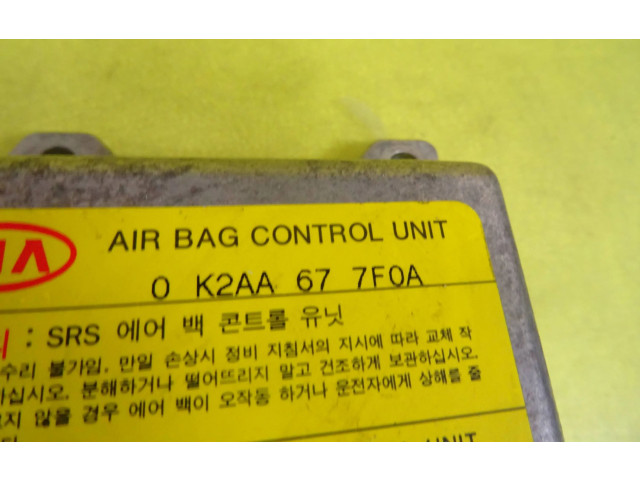 AIR BAG CONTROL UNIT
0 K2AA 67 7F0A
: SRS 에어 백 콘트롤 유닛
수리 불가임. 만일 손상시 정비 지침서의 지시에 따라 교체 작
하십시오. 분해하거나 떨어뜨리지 말고 건조하게 보관하십시오.
않을 경우 에어 백이 오작동 하거나 운전자에게 상해를 줄
UNIT